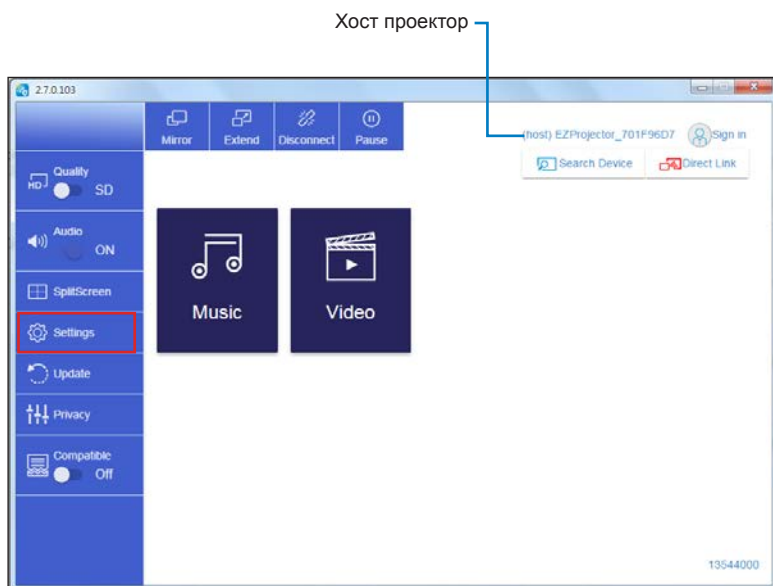 Хост проектор
2.7.0.103
Mirror
Extend
Disconnect
Pause
(host) EZProjector_701F96D7
Sign in
Search Device
Direct Link
HD
Quality
SD
Audio
ON
SplitScreen
Settings
Update
Privacy
Compatible
Off
Music
Video
13544000